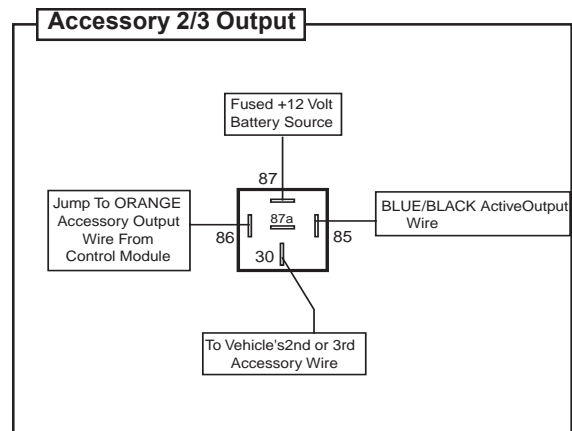 Accessory 2/3 Output
Fused +12 Volt
Battery Source
87
Jump To ORANGE
Accessory Output
Wire From
Control Module
86
87a
85
BLUE/BLACK ActiveOutput
Wire
30
To Vehicle's2nd or 3rd
Accessory Wire